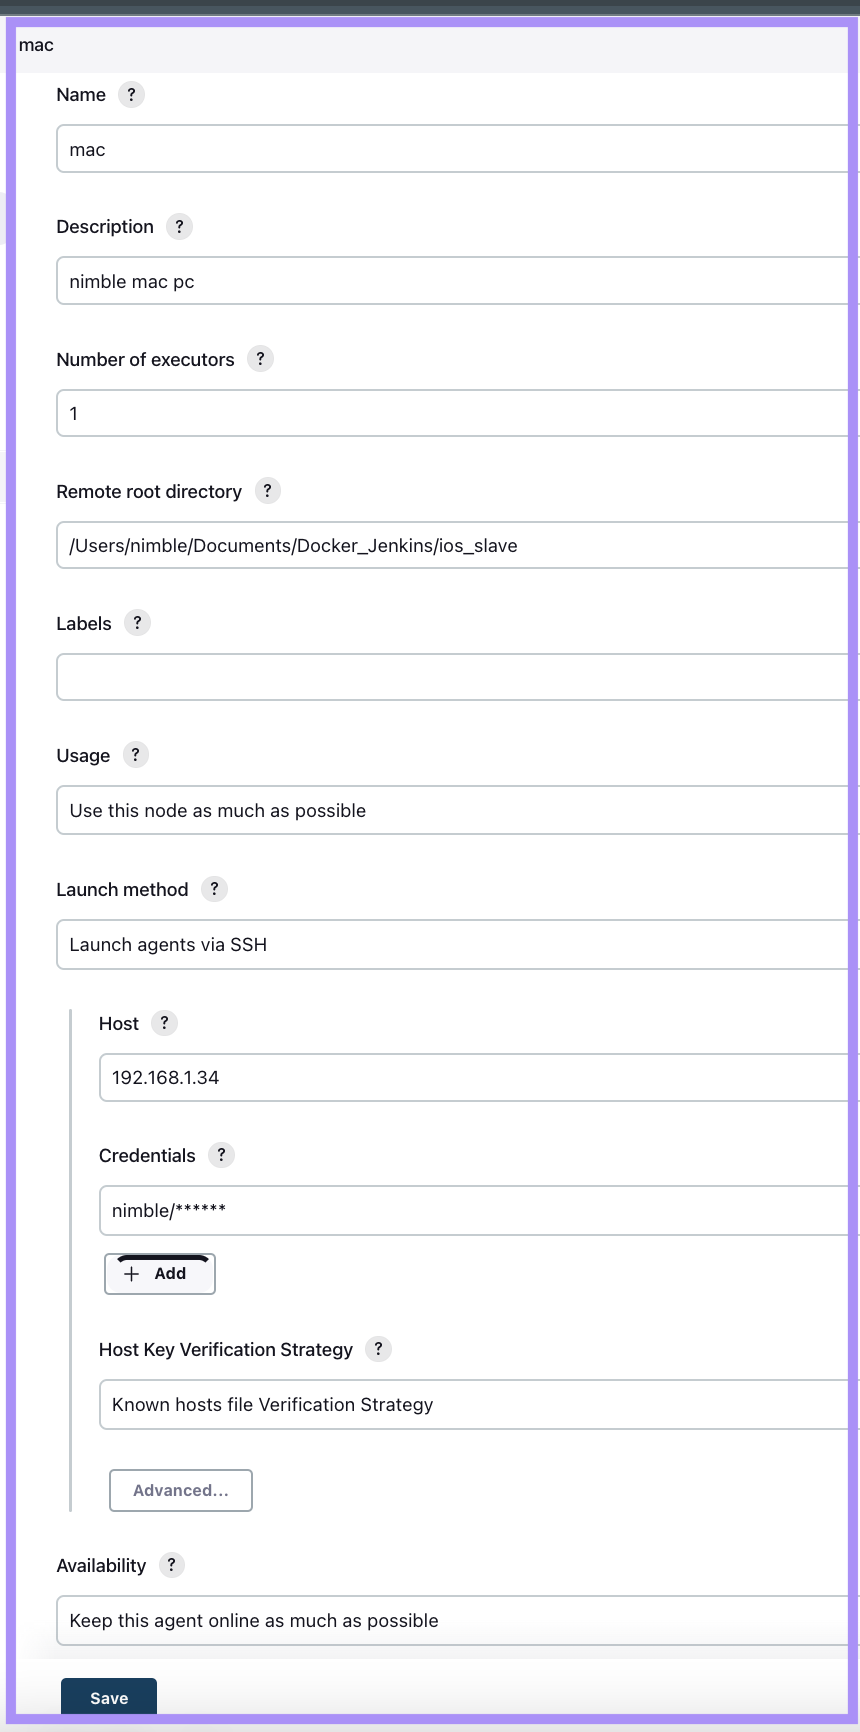 mac
Name ?
mac
Description ?
nimble mac pc
Number of executors ?
1
Remote root directory ?
/Users/nimble/Documents/Docker_Jenkins/ios_slave
Labels ?
Usage ?
Use this node as much as possible
Launch method ?
Launch agents via SSH
Host ?
192.168.1.34
Credentials ?
nimble/******
+ Add
Host Key Verification Strategy ?
Known hosts file Verification Strategy
Advanced...
Availability ?
Keep this agent online as much as possible
Save